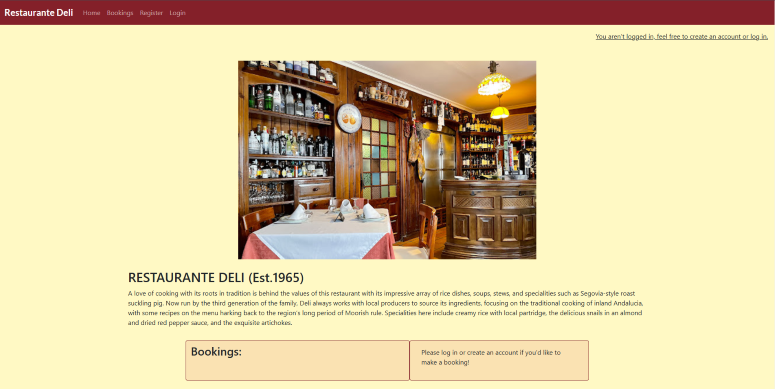 Restaurante Deli Home Bookings Register Login
You aren't logged in, feel free to create an account or log in.
RESTAURANTE DELI (Est.1965)
A love of cooking with its roots in tradition is behind the values of this restaurant with its impressive array of rice dishes, soups, stews, and specialities such as Segovia-style roast
suckling pig. Now run by the third generation of the family, Deli always works with local producers to source its ingredients, focusing on the traditional cooking of inland Andalucia,
with some recipes on the menu harking back to the region's long period of Moorish rule. Specialities here include creamy rice with local partridge, the delicious snails in an almond
and dried red pepper sauce, and the exquisite artichokes.
Bookings:
Please log in or create an account if you'd like to
make a booking!